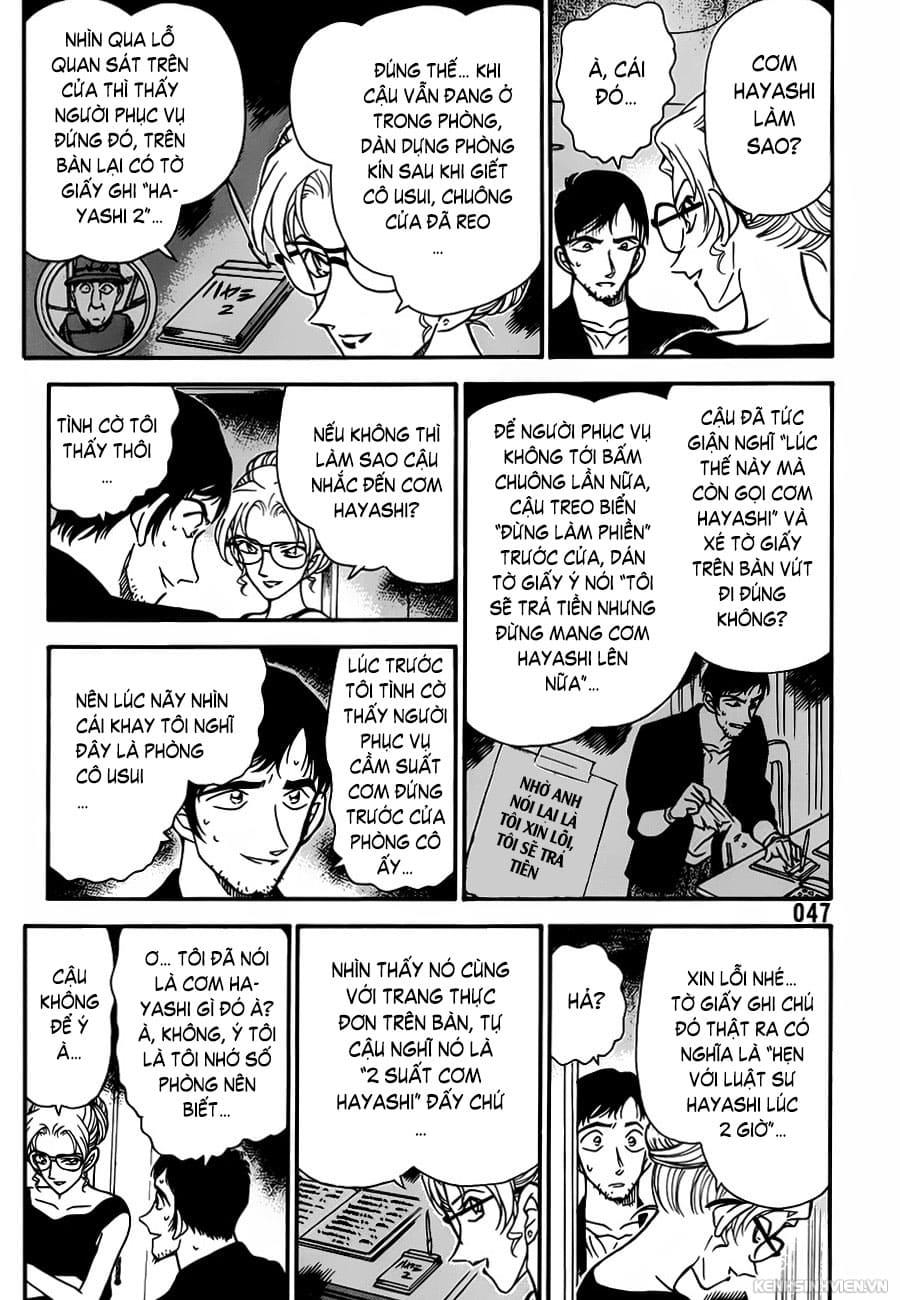 CƠM
HAYASHI
LÀM
SAO?
À, CÁI
ĐÓ...
ĐÚNG THẾ... KHI
CẬU VẪN ĐANG Ở
TRONG PHÒNG,
DÀN DỰNG PHÒNG
KÍN SAU KHI GIẾT
CÔ USUI, CHUÔNG
CỬA ĐÃ REO
...
NHÌN QUA LỖ
QUAN SÁT TRÊN
CỬA THÌ THẤY
NGƯỜI PHỤC VỤ
ĐỨNG ĐÓ, TRÊN
BÀN LẠI CÓ TỜ
GIẤY GHI "HA-
YASHI 2"...
ハヤシ
2
CẬU ĐÃ TỨC
GIẬN NGHĨ "LÚC
THẾ NÀY MÀ
CÒN GỌI CƠM
HAYASHI" VÀ
XÉ TỜ GIẤY
TRÊN BÀN VỨT
ĐI ĐÚNG
KHÔNG?
ĐỂ NGƯỜI PHỤC VỤ
KHÔNG TỚI BẤM
CHUÔNG LẦN NỮA,
CẬU TREO BIỂN
"ĐỪNG LÀM PHIỀN"
TRƯỚC CỬA, DÁN
TỜ GIẤY Ý NÓI "TÔI
SẼ TRẢ TIỀN NHƯNG
ĐỪNG MANG CƠM
HAYASHI LÊN
NỮA"...
NHỜ ANH
NÓI LẠI LÀ
TÔI XIN LỖI,
TÔI SẼ TRẢ
TIỀN
NẾU KHÔNG THÌ
LÀM SAO CẬU
NHẮC ĐẾN CƠM
HAYASHI?
TÌNH CỜ TÔI
THẤY THÔI
...
LÚC TRƯỚC
TÔI TÌNH CỜ
THẤY NGƯỜI
PHỤC VỤ
CẦM SUẤT
CƠM ĐỨNG
TRƯỚC CỬA
PHÒNG CÔ
ẤY...
NÊN LÚC NÃY NHÌN
CÁI KHAY TÔI NGHĨ
ĐÂY LÀ PHÒNG
CÔ USUI
...
047
XIN LỖI NHÉ...
TỜ GIẤY GHI CHÚ
ĐÓ THẬT RA CÓ
NGHĨA LÀ "HẸN
VỚI LUẬT SƯ
HAYASHI LÚC
2 GIỜ"...
HẢ?
NHÌN THẤY NÓ CÙNG
VỚI TRANG THỰC
ĐƠN TRÊN BÀN, TỰ
CẬU NGHĨ NÓ LÀ
"2 SUẤT CƠM
HAYASHI" ĐẤY CHỨ
...
ハヤシ
2
Ơ... TÔI ĐÃ NÓI
LÀ CƠM HA-
YASHI GÌ ĐÓ À?
À, KHÔNG, Ý TÔI
LÀ TÔI NHỚ SỐ
PHÒNG NÊN
BIẾT...
CẬU
KHÔNG
ĐỂ Ý
À...
KENHSINHVIEN.VN